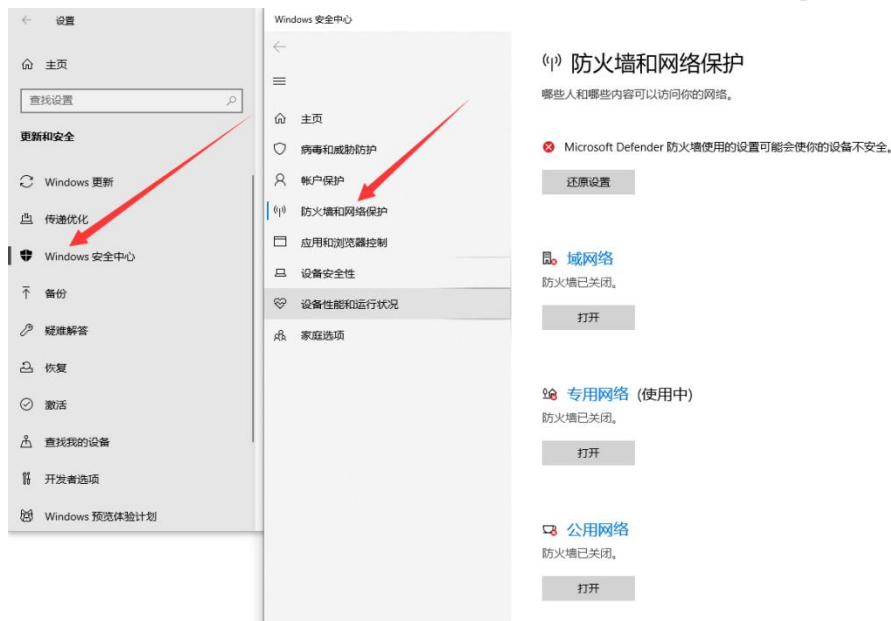 设置
主页
查找设置
更新和安全
Windows 更新
传递优化
Windows 安全中心
备份
疑难解答
恢复
激活
查找我的设备
开发者选项
Windows 预览体验计划
Windows 安全中心
主页
病毒和威胁防护
帐户保护
防火墙和网络保护
应用和浏览器控制
设备安全性
设备性能和运行状况
家庭选项
防火墙和网络保护
哪些人和哪些内容可以访问你的网络。
Microsoft Defender 防火墙使用的设置可能会使你的设备不安全。
还原设置
域网络
防火墙已关闭。
打开
专用网络 (使用中)
防火墙已关闭。
打开
公用网络
防火墙已关闭。
打开